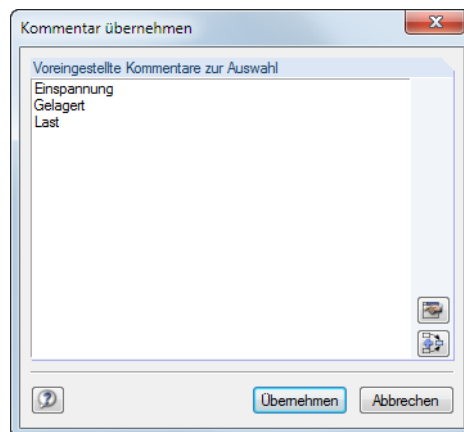 Kommentar übernehmen
Voreingestellte Kommentare zur Auswahl
Einspannung
Gelagert
Last
Übernehmen
Abbrechen